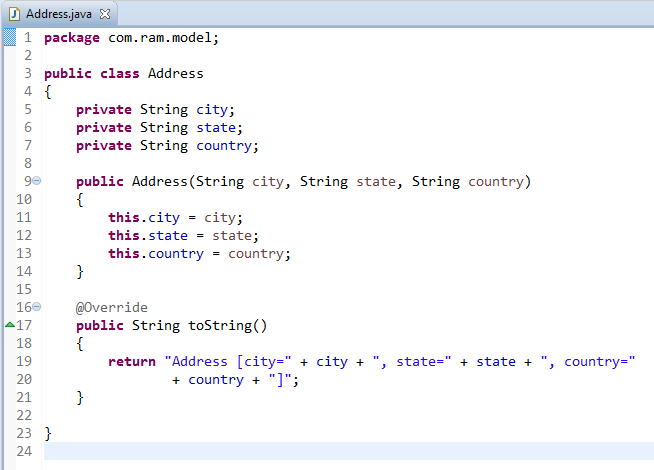 Address.java
1 package com.ram.model;
2
3 public class Address
4 {
5     private String city;
6     private String state;
7     private String country;
8
9     public Address(String city, String state, String country)
10     {
11         this.city = city;
12         this.state = state;
13         this.country = country;
14     }
15
16     @Override
17     public String toString()
18     {
19         return "Address [city=" + city + ", state=" + state + ", country="
20                 + country + "]";
21     }
22
23 }
24